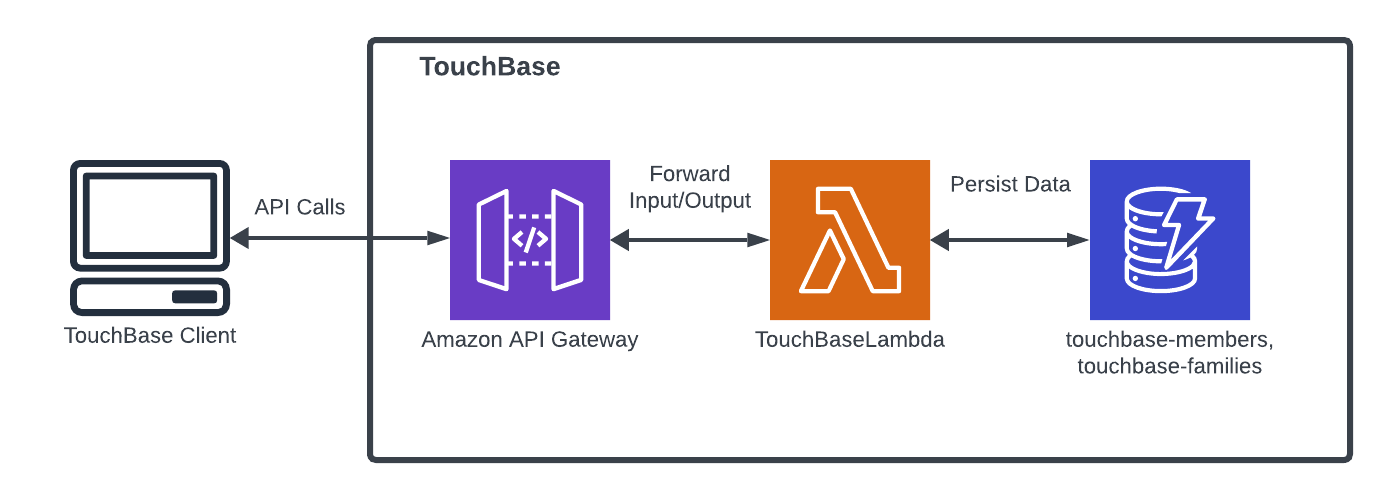 TouchBase
API Calls
Forward
Input/Output
Persist Data
</>
TouchBase Client
Amazon API Gateway
TouchBaseLambda
touchbase-members,
touchbase-families